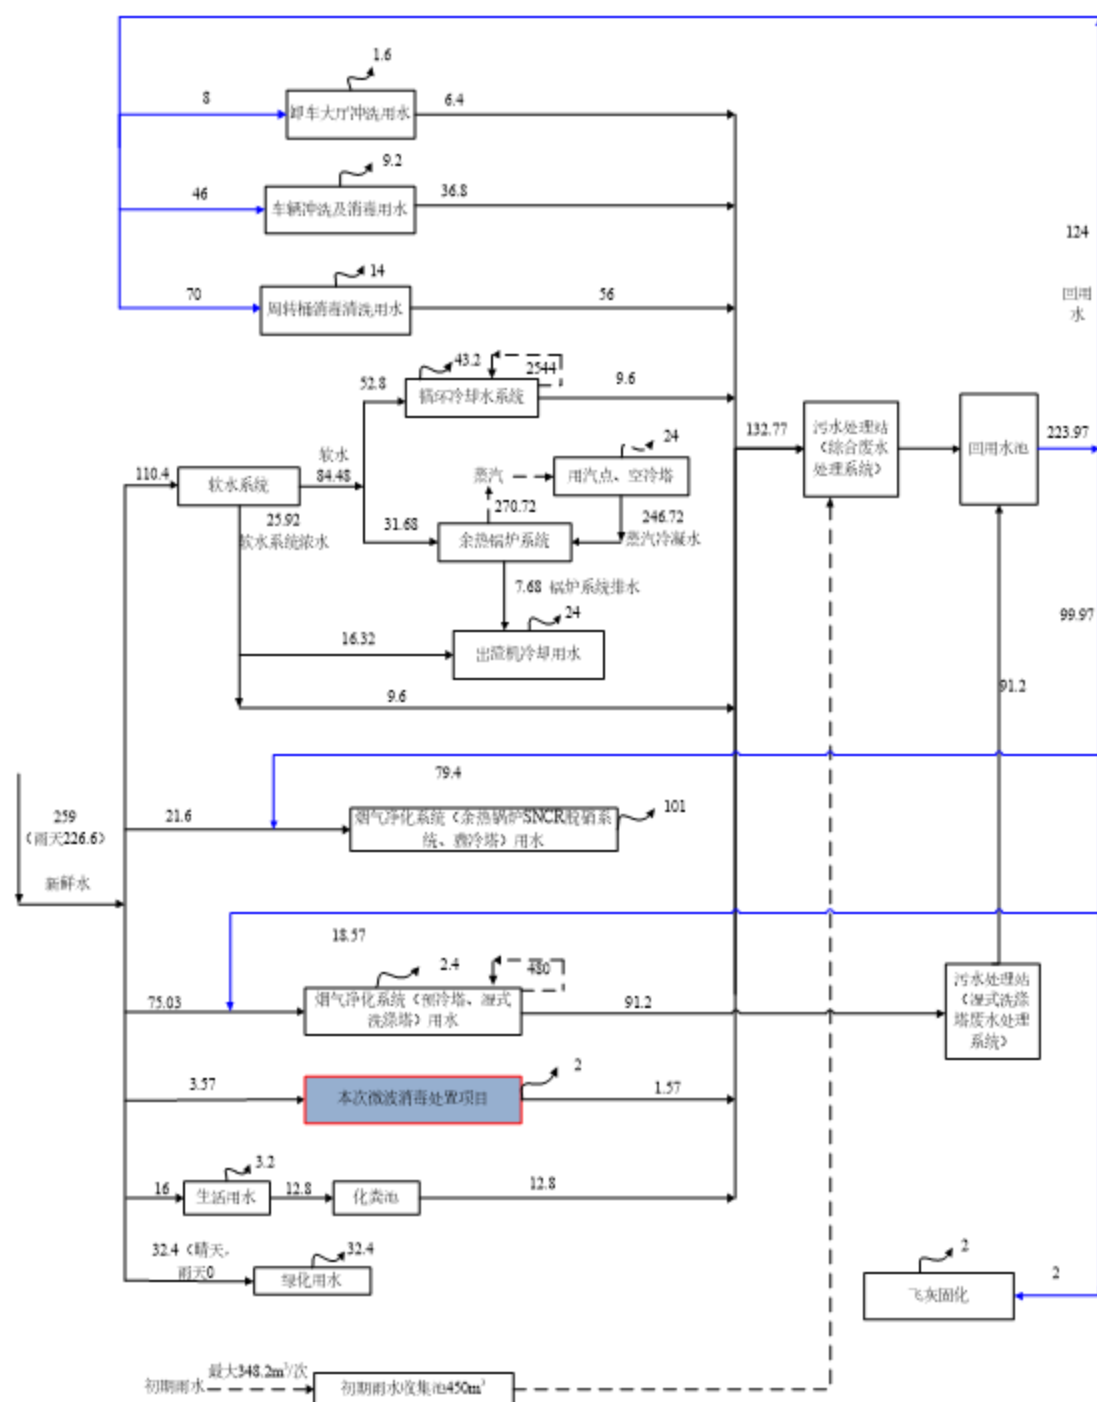 1.6
8
卸车大厅冲洗用水
6.4
9.2
46
车辆冲洗及消毒用水
36.8
124
14
70
周转桶消毒清洗用水
56
回用
水
43.2
2544
52.8
循环冷却水系统
9.6
132.77
污水处理站
（综合废水
处理系统）
回用水池
223.97
24
软水
84.48
110.4
软水系统
蒸汽
用汽点、空冷塔
270.72
25.92
软水系统浓水
31.68
余热锅炉系统
246.72
蒸汽冷凝水
7.68 锅炉系统排水
24
16.32
出渣机冷却用水
99.97
9.6
91.2
79.4
259
（雨天226.6）
新鲜水
21.6
烟气净化系统（余热锅炉SNCR脱硝系
统、急冷塔）用水
101
18.57
2.4
480
75.03
烟气净化系统（预冷塔、湿式
洗涤塔）用水
91.2
污水处理站
（湿式洗涤
塔废水处理
系统）
2
3.57
本次微波消毒处置项目
1.57
3.2
16
生活用水
12.8
化粪池
12.8
32.4（晴天，
雨天0
32.4
绿化用水
2
飞灰固化
2
初期雨水
最大348.2m³/次
初期雨水收集池450m³